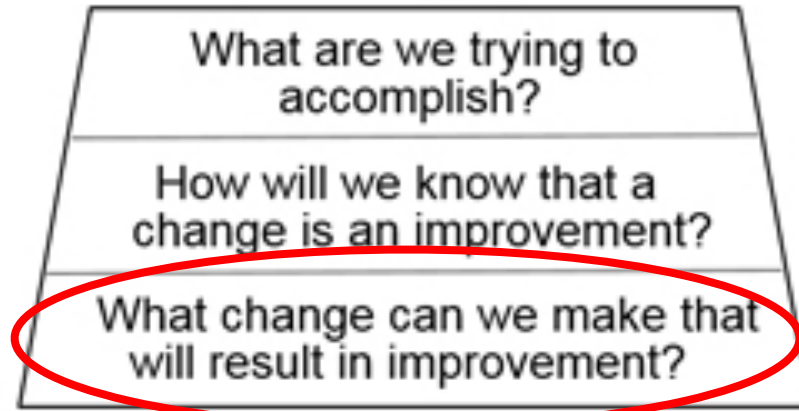 What are we trying to
accomplish?
How will we know that a
change is an improvement?
What change can we make that
will result in improvement?